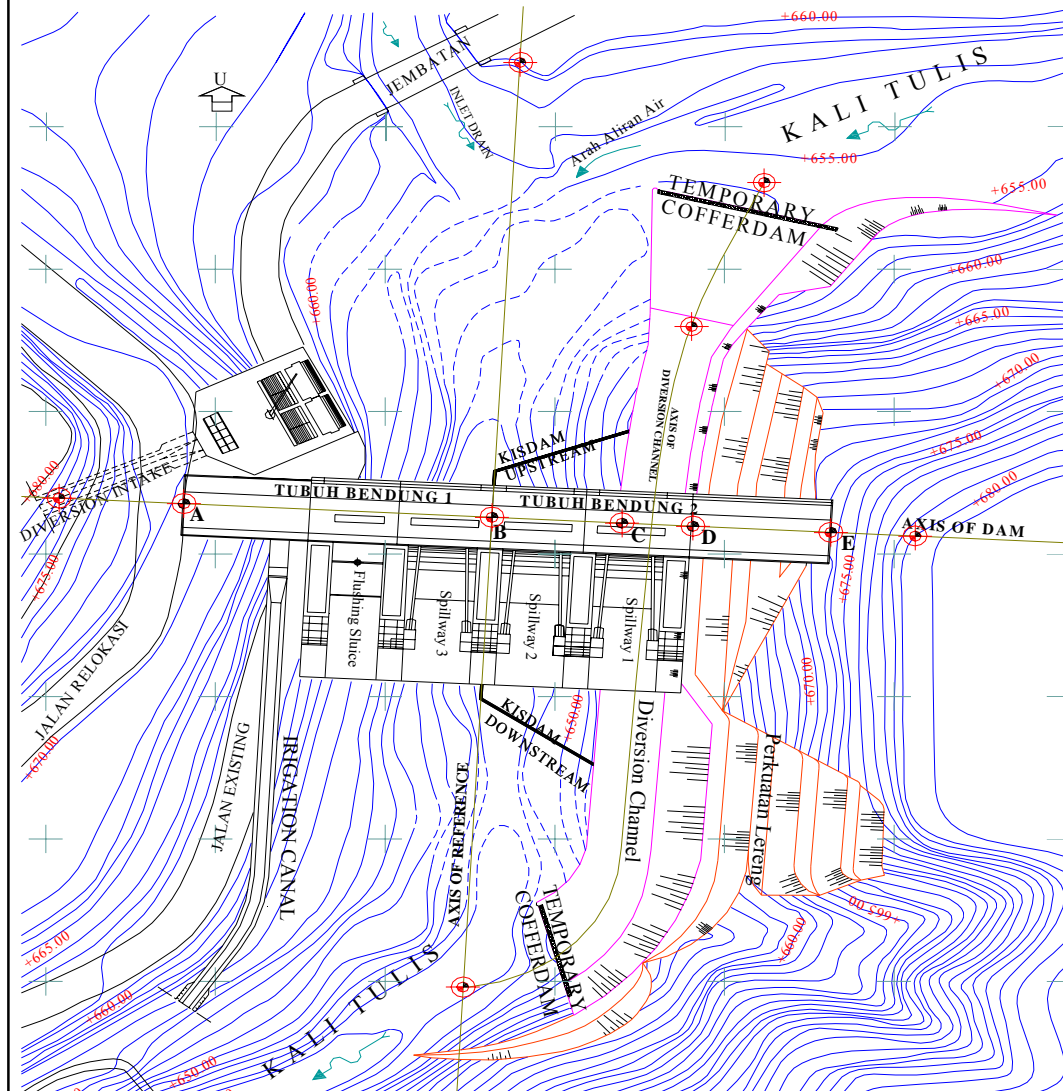 +660.00
JEMBATAN
KALI TULIS
U
INLET DRAIN
Arah Aliran Air
+655.00
TEMPORARY
COFFERDAM
+655.00
+660.00
+660.00
+665.00
+670.00
AXIS OF
DIVERSION CHANNEL
KISDAM
UPSTREAM
+675.00
+680.00
+680.00
DIVERSION INTAKE
TUBUH BENDUNG 1
TUBUH BENDUNG 2
A
B
C
D
E
AXIS OF DAM
+675.00
+675.00
Flushing Sluice
Spillway 3
Spillway 2
Spillway 1
JALAN RELOKASI
+670.00
+670.00
KISDAM
DOWNSTREAM
+650.00
Diversion Channel
Perkuatan Lereng
JALAN EXISTING
IRIGATION CANAL
AXIS OF REFERENCE
TEMPORARY
COFFERDAM
+665.00
+660.00
+665.00
+660.00
KALI TULIS
+650.00